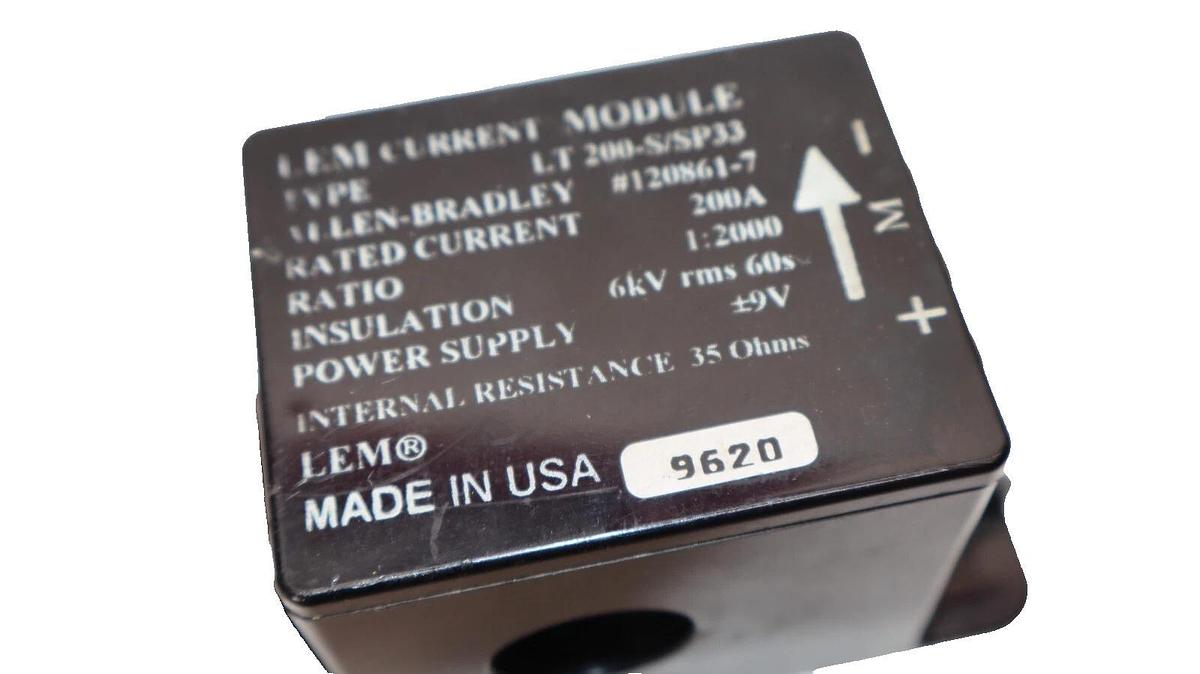 LEM CURRENT MODULE
TYPE LT 200-S/SP33
ALLEN-BRADLEY #120861-7
RATED CURRENT 200A
RATIO 1:2000
INSULATION 6kV rms 60s
POWER SUPPLY ±9V
INTERNAL RESISTANCE 35 Ohms
LEM®
MADE IN USA 9620
- M +